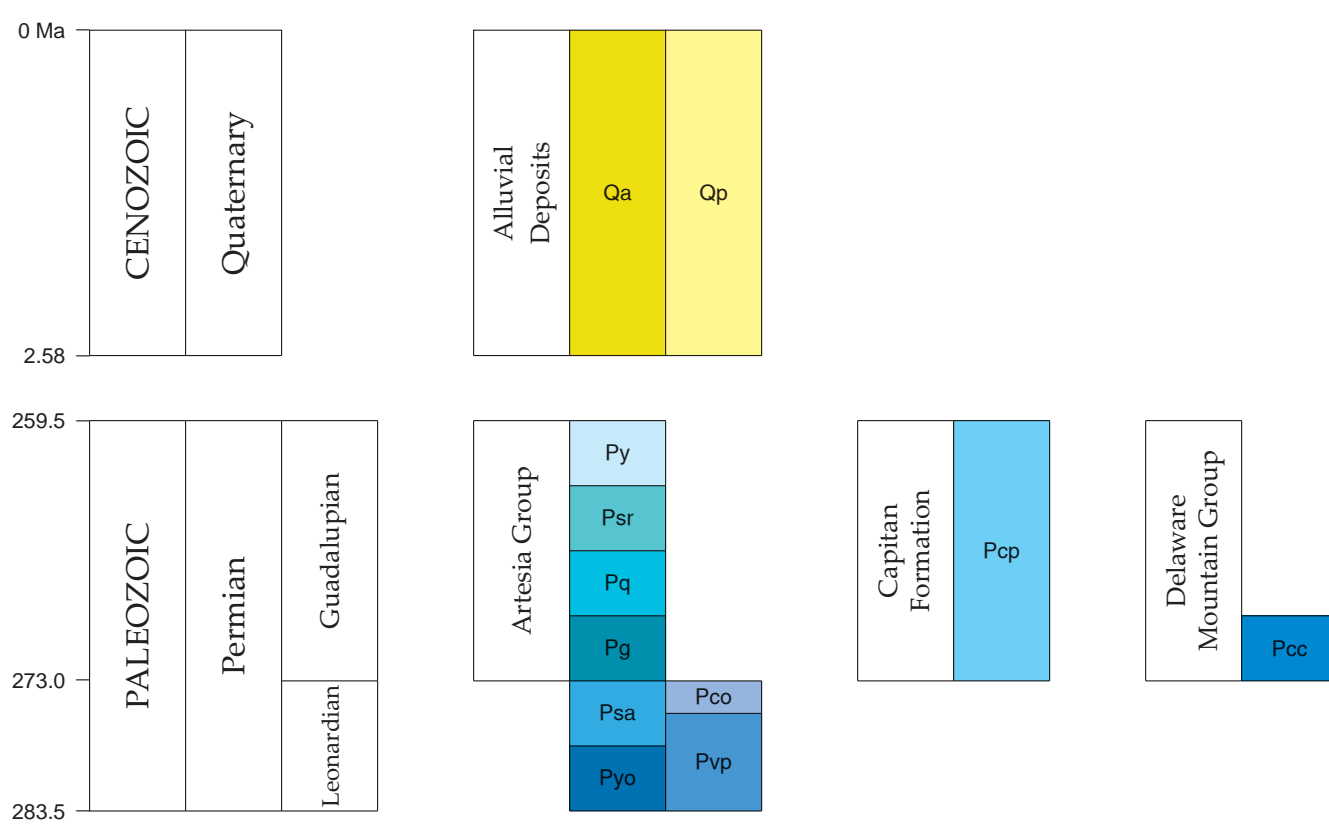 0 Ma
CENOZOIC
Quaternary
Alluvial
Deposits
Qa
Qp
2.58
259.5
PALEOZOIC
Permian
Guadalupian
Artesia Group
Py
Psr
Pq
Pg
Capitan
Formation
Pcp
Delaware
Mountain Group
Pcc
273.0
Leonardian
Psa
Pco
Pyo
Pvp
283.5